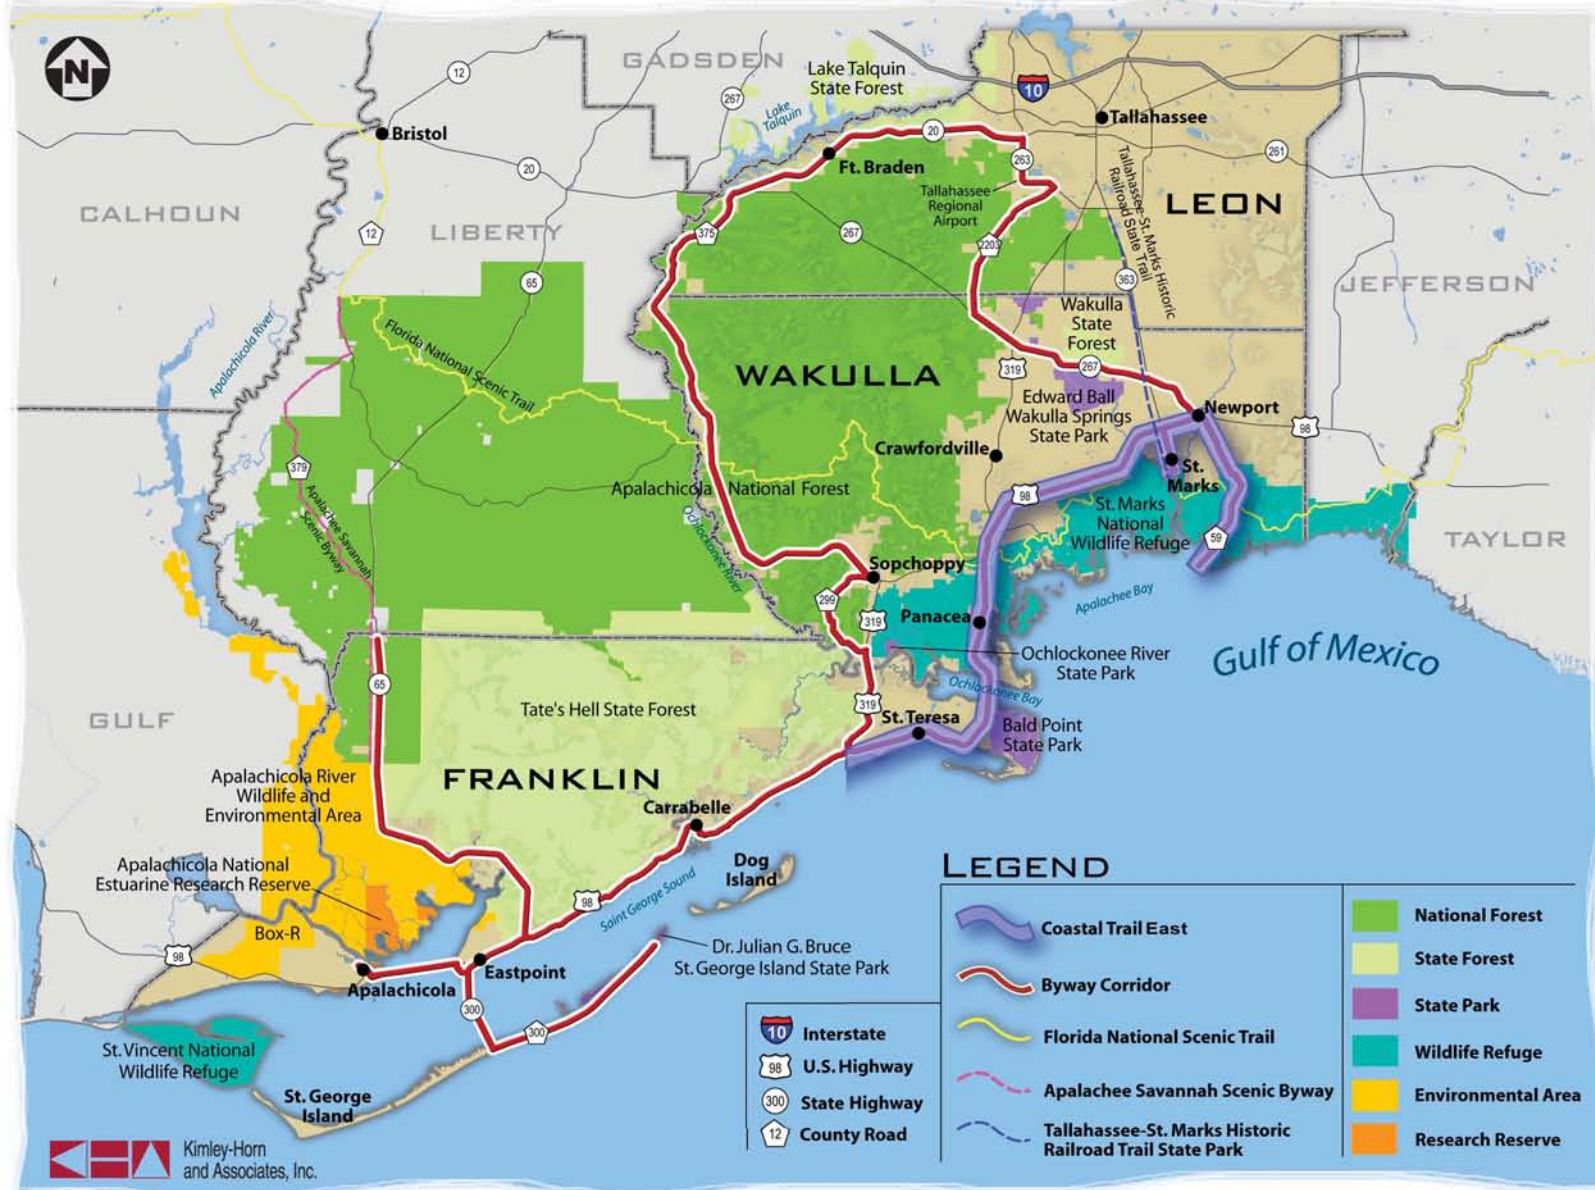 N
GADSDEN
Lake Talquin
State Forest
12
267
10
Lake
Talquin
Tallahassee
Bristol
20
20
Ft. Braden
263
261
Tallahassee
Regional
Airport
Tallahassee-St. Marks Historic
Railroad State Trail
LEON
CALHOUN
LIBERTY
12
375
267
2203
65
363
JEFFERSON
Apalachicola River
Florida National Scenic Trail
Wakulla
State
Forest
WAKULLA
319
267
Edward Ball
Wakulla Springs
State Park
Newport
98
Crawfordville
379
St.
Marks
Apalachicola National Forest
98
Apalachee Savannah
Scenic Byway
Ochlockonee River
St. Marks
National
Wildlife Refuge
59
TAYLOR
Sopchoppy
299
319
Panacea
Apalachee Bay
Ochlockonee River
State Park
Gulf of Mexico
65
Ochlockonee Bay
319
St. Teresa
Bald Point
State Park
Tate's Hell State Forest
GULF
FRANKLIN
Apalachicola River
Wildlife and
Environmental Area
Carrabelle
Apalachicola National
Estuarine Research Reserve
Dog
Island
98
Saint George Sound
Box-R
98
Dr. Julian G. Bruce
St. George Island State Park
Eastpoint
Apalachicola
300
300
St. Vincent National
Wildlife Refuge
St. George
Island
Kimley-Horn
and Associates, Inc.
LEGEND
10 Interstate
98 U.S. Highway
300 State Highway
12 County Road
Coastal Trail East
Byway Corridor
Florida National Scenic Trail
Apalachee Savannah Scenic Byway
Tallahassee-St. Marks Historic
Railroad Trail State Park
National Forest
State Forest
State Park
Wildlife Refuge
Environmental Area
Research Reserve